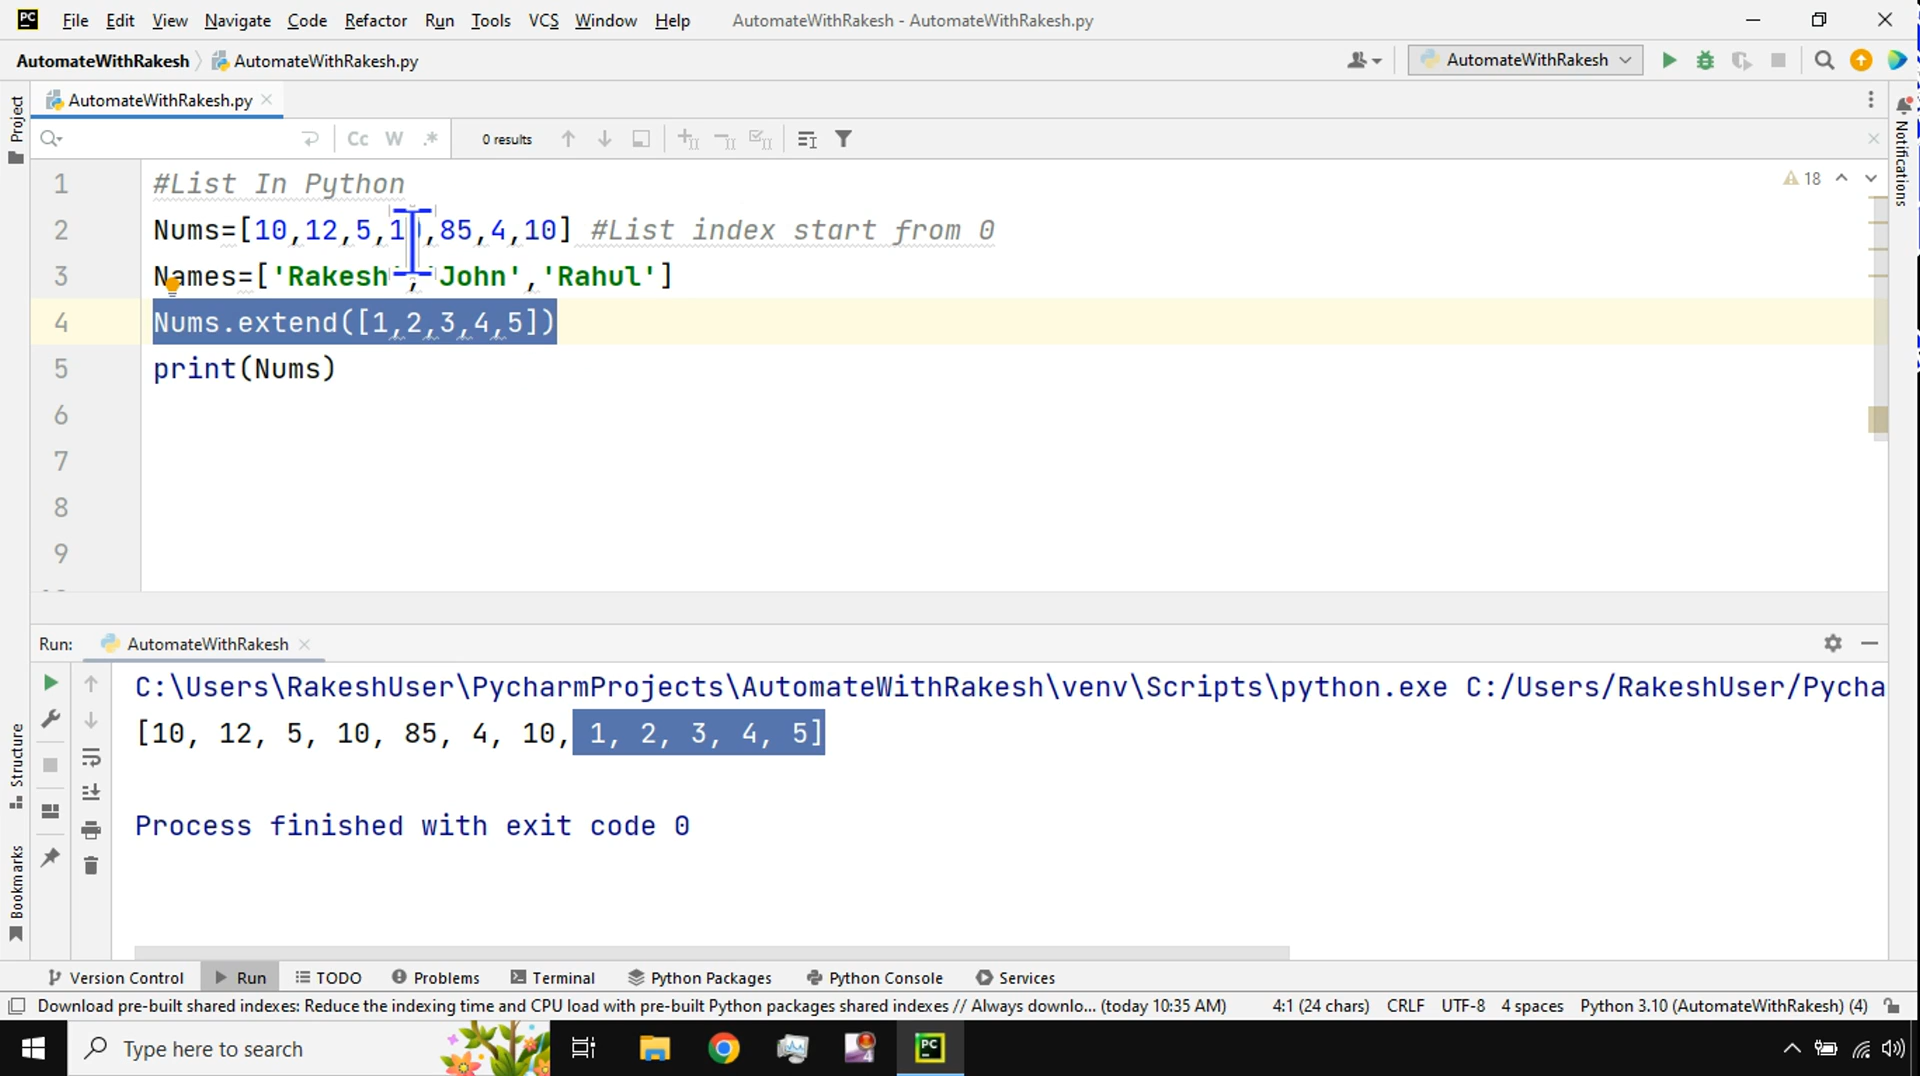 PC File Edit View Navigate Code Refactor Run Tools VCS Window Help AutomateWithRakesh - AutomateWithRakesh.py
AutomateWithRakesh AutomateWithRakesh.py AutomateWithRakesh
Project
AutomateWithRakesh.py
Cc W .* 0 results
Notifications
1 #List In Python
18
2 Nums=[10,12,5,10,85,4,10] #List index start from 0
3 Names=['Rakesh','John','Rahul']
4 Nums.extend([1,2,3,4,5])
5 print(Nums)
6
7
8
9
Run: AutomateWithRakesh
C:\Users\RakeshUser\PycharmProjects\AutomateWithRakesh\venv\Scripts\python.exe C:/Users/RakeshUser/Pycha
[10, 12, 5, 10, 85, 4, 10, 1, 2, 3, 4, 5]
Process finished with exit code 0
Structure
Bookmarks
Version Control Run TODO Problems Terminal Python Packages Python Console Services
Download pre-built shared indexes: Reduce the indexing time and CPU load with pre-built Python packages shared indexes // Always downlo... (today 10:35 AM) 4:1 (24 chars) CRLF UTF-8 4 spaces Python 3.10 (AutomateWithRakesh) (4)
Type here to search 4 PC